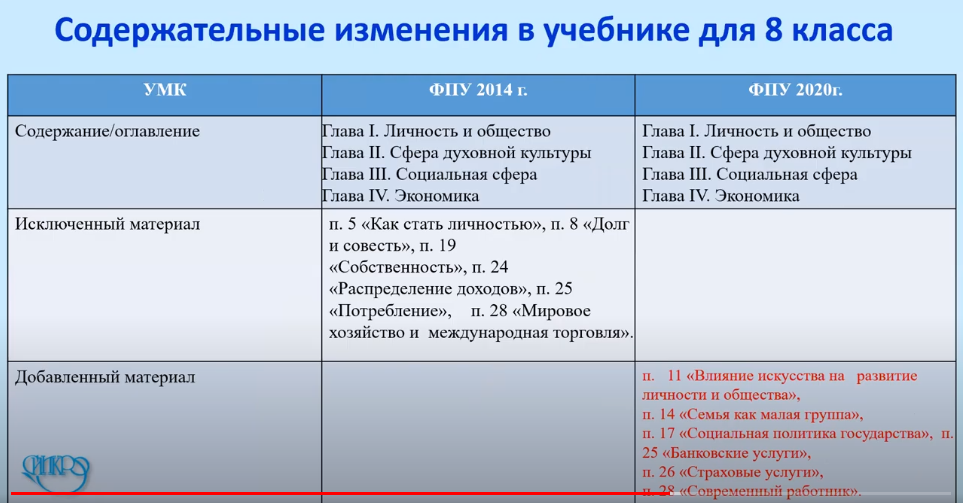 Содержательные изменения в учебнике для 8 класса
УМК
ФПУ 2014 г.
ФПУ 2020г.
Содержание/оглавление
Глава I. Личность и общество
Глава II. Сфера духовной культуры
Глава III. Социальная сфера
Глава IV. Экономика
Глава I. Личность и общество
Глава II. Сфера духовной культуры
Глава III. Социальная сфера
Глава IV. Экономика
Исключенный материал
п. 5 «Как стать личностью», п. 8 «Долг
и совесть», п. 19
«Собственность», п. 24
«Распределение доходов», п. 25
«Потребление», п. 28 «Мировое
хозяйство и международная торговля».
Добавленный материал
п. 11 «Влияние искусства на развитие
личности и общества»,
п. 14 «Семья как малая группа»,
п. 17 «Социальная политика государства», п.
25 «Банковские услуги»,
п. 26 «Страховые услуги»,
п. 28 «Современный работник».